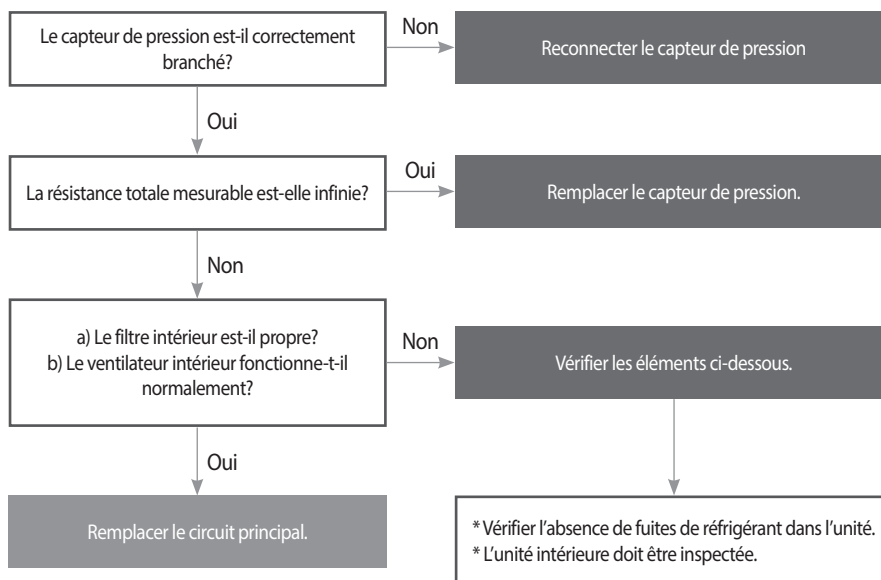 Le capteur de pression est-il correctement
branché?
Non
Reconnecter le capteur de pression
Oui
La résistance totale mesurable est-elle infinie?
Oui
Remplacer le capteur de pression.
Non
a) Le filtre intérieur est-il propre?
b) Le ventilateur intérieur fonctionne-t-il
normalement?
Non
Vérifier les éléments ci-dessous.
Oui
Remplacer le circuit principal.
* Vérifier l’absence de fuites de réfrigérant dans l’unité.
* L’unité intérieure doit être inspectée.